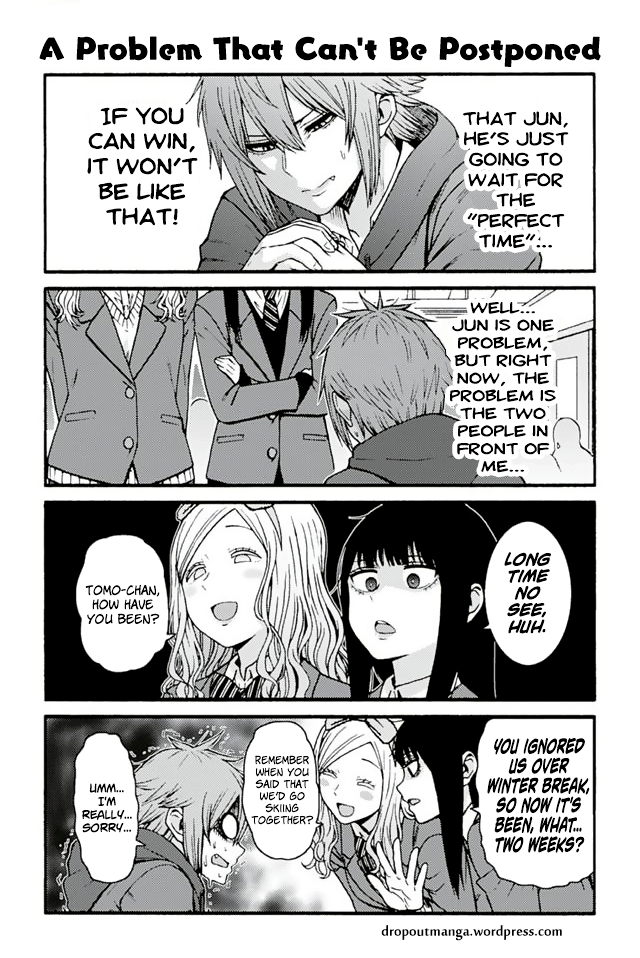 A Problem That Can't Be Postponed
THAT JUN,
HE'S JUST
GOING TO
WAIT FOR
THE
"PERFECT
TIME"...
IF YOU
CAN WIN,
IT WON'T
BE LIKE
THAT!
WELL...
JUN IS ONE
PROBLEM,
BUT RIGHT
NOW, THE
PROBLEM IS
THE TWO
PEOPLE IN
FRONT OF
ME...
LONG
TIME
NO
SEE,
HUH.
TOMO-CHAN,
HOW HAVE
YOU BEEN?
YOU IGNORED
US OVER
WINTER BREAK,
SO NOW IT'S
BEEN, WHAT...
TWO WEEKS?
REMEMBER
WHEN YOU
SAID THAT
WE'D GO
SKIING
TOGETHER?
UMM...
I'M
REALLY...
SORRY...
dropoutmanga.wordpress.com